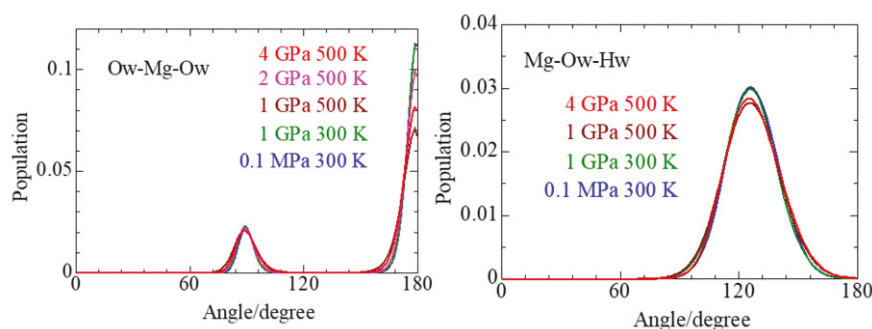 0.1
0.05
0
Population
Ow-Mg-Ow
4 GPa 500 K
2 GPa 500 K
1 GPa 500 K
1 GPa 300 K
0.1 MPa 300 K
0 60 120 180
Angle/degree
0.04
0.03
0.02
0.01
0.00
Population
Mg-Ow-Hw
4 GPa 500 K
1 GPa 500 K
1 GPa 300 K
0.1 MPa 300 K
0 60 120 180
Angle/degree